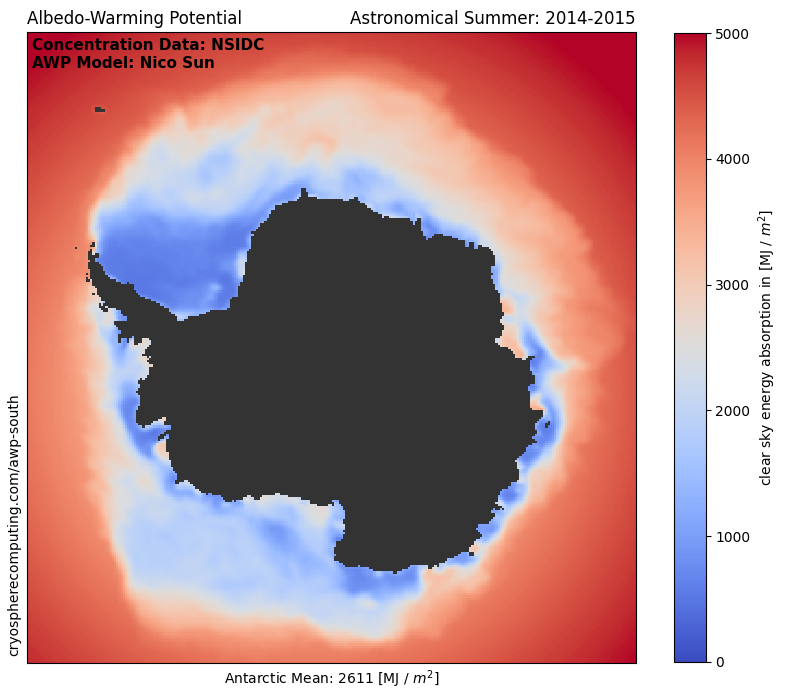 Albedo-Warming Potential
Astronomical Summer: 2014-2015
Concentration Data: NSIDC
AWP Model: Nico Sun
cryospherecomputing.com/awp-south
Antarctic Mean: 2611 [MJ / m²]
5000
4000
3000
2000
1000
0
clear sky energy absorption in [MJ / m²]